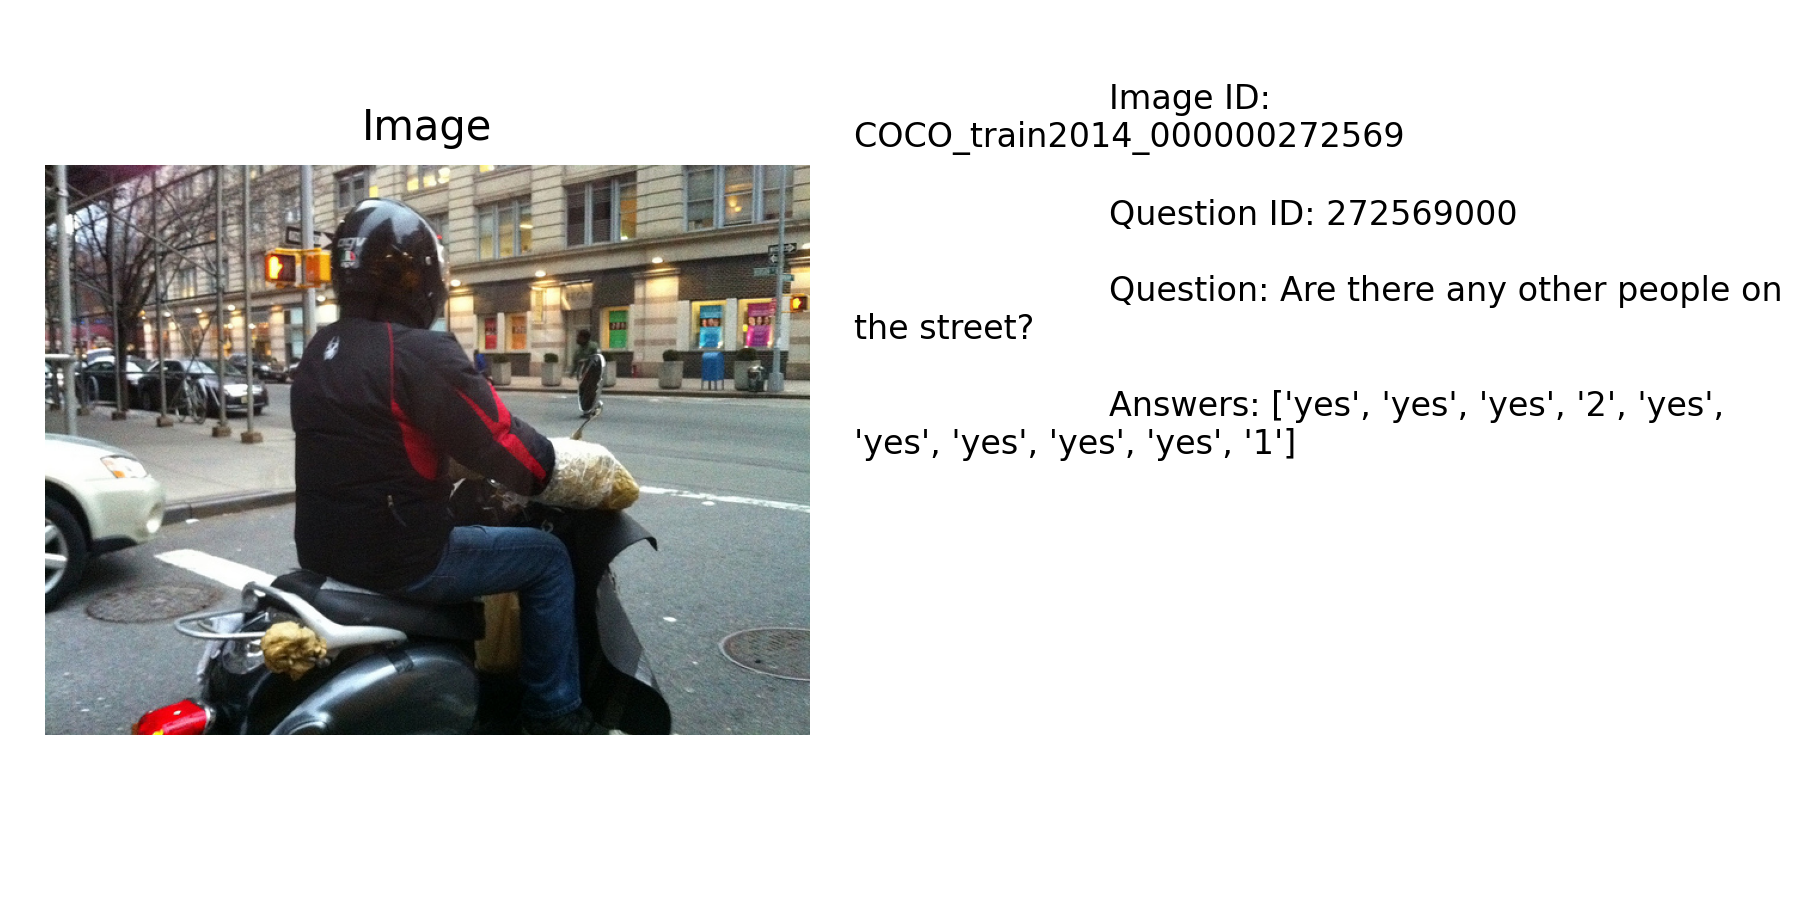 Image
Image ID:
COCO_train2014_000000272569
Question ID: 272569000
Question: Are there any other people on
the street?
Answers: ['yes', 'yes', 'yes', '2', 'yes',
'yes', 'yes', 'yes', 'yes', '1']